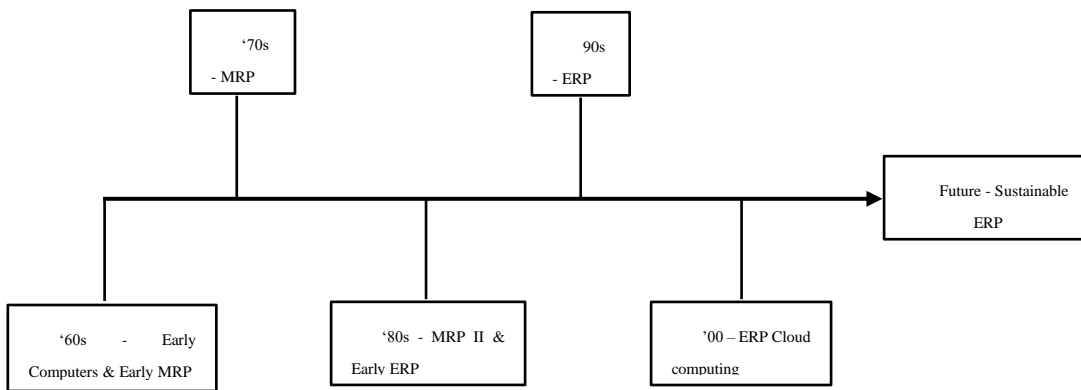 ‘70s
- MRP
90s
- ERP
Future - Sustainable
ERP
‘60s - Early
Computers & Early MRP
‘80s - MRP II &
Early ERP
’00 – ERP Cloud
computing